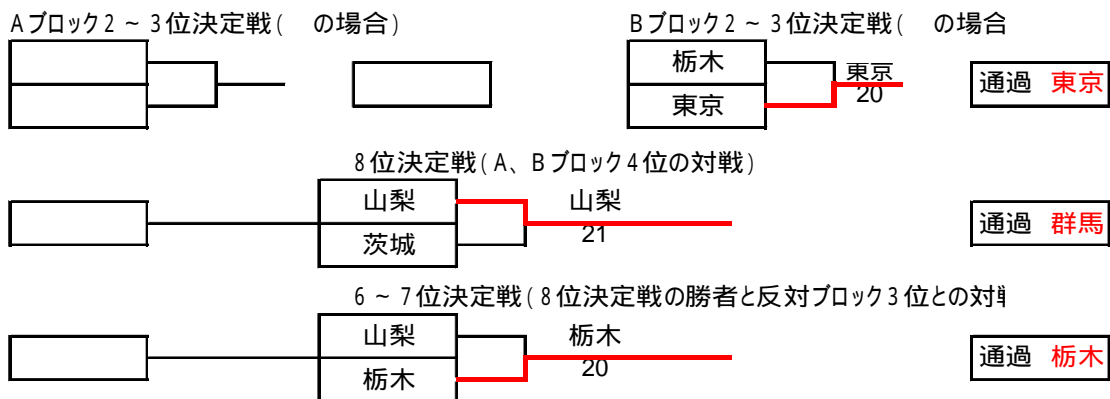 Aブロック2~3位決定戦(　の場合)
Bブロック2~3位決定戦(　の場合
栃木
東京
東京
20
通過 東京
8位決定戦(A、Bブロック4位の対戦)
山梨
茨城
山梨
21
通過 群馬
6~7位決定戦(8位決定戦の勝者と反対ブロック3位との対
山梨
栃木
栃木
20
通過 栃木